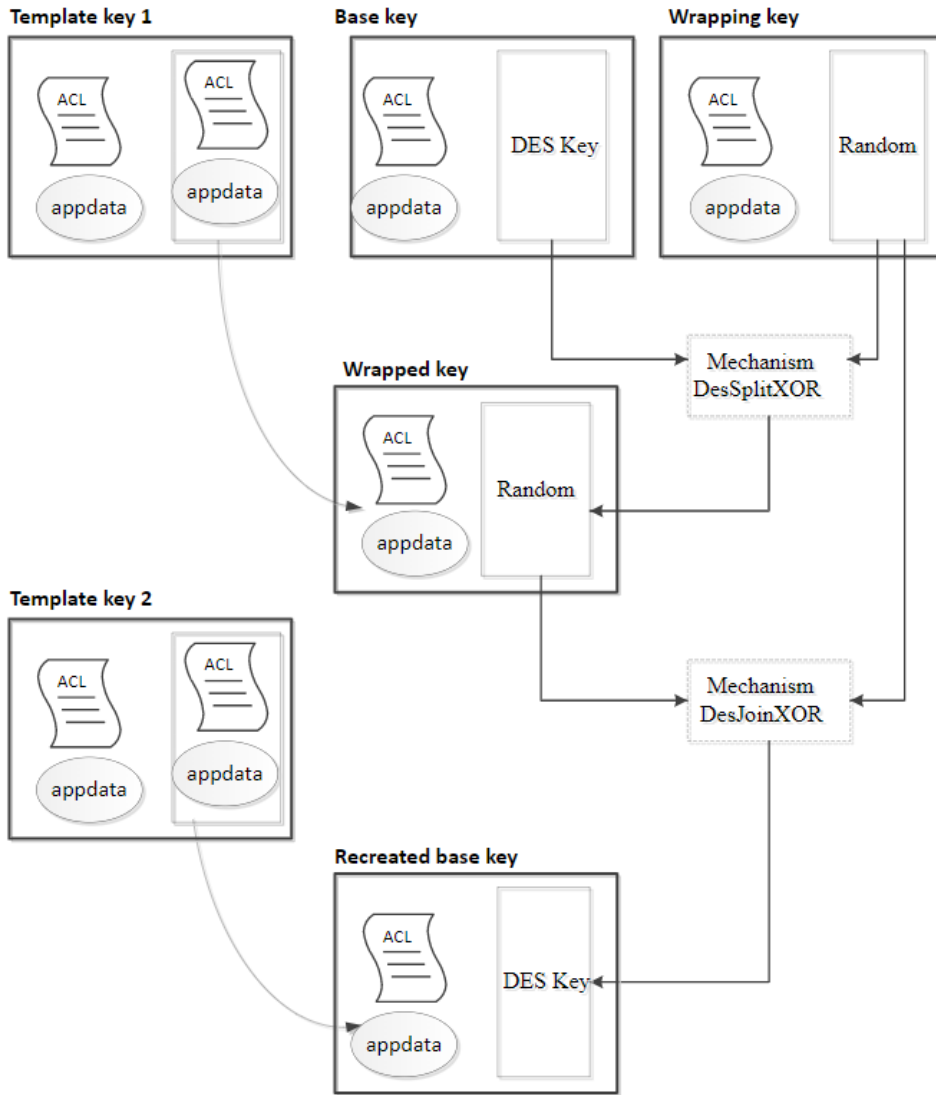 Template key 1
Base key
Wrapping key
ACL
appdata
ACL
appdata
ACL
appdata
DES Key
ACL
appdata
Random
Mechanism
DesSplitXOR
Wrapped key
ACL
appdata
Random
Template key 2
ACL
appdata
ACL
appdata
Mechanism
DesJoinXOR
Recreated base key
ACL
appdata
DES Key